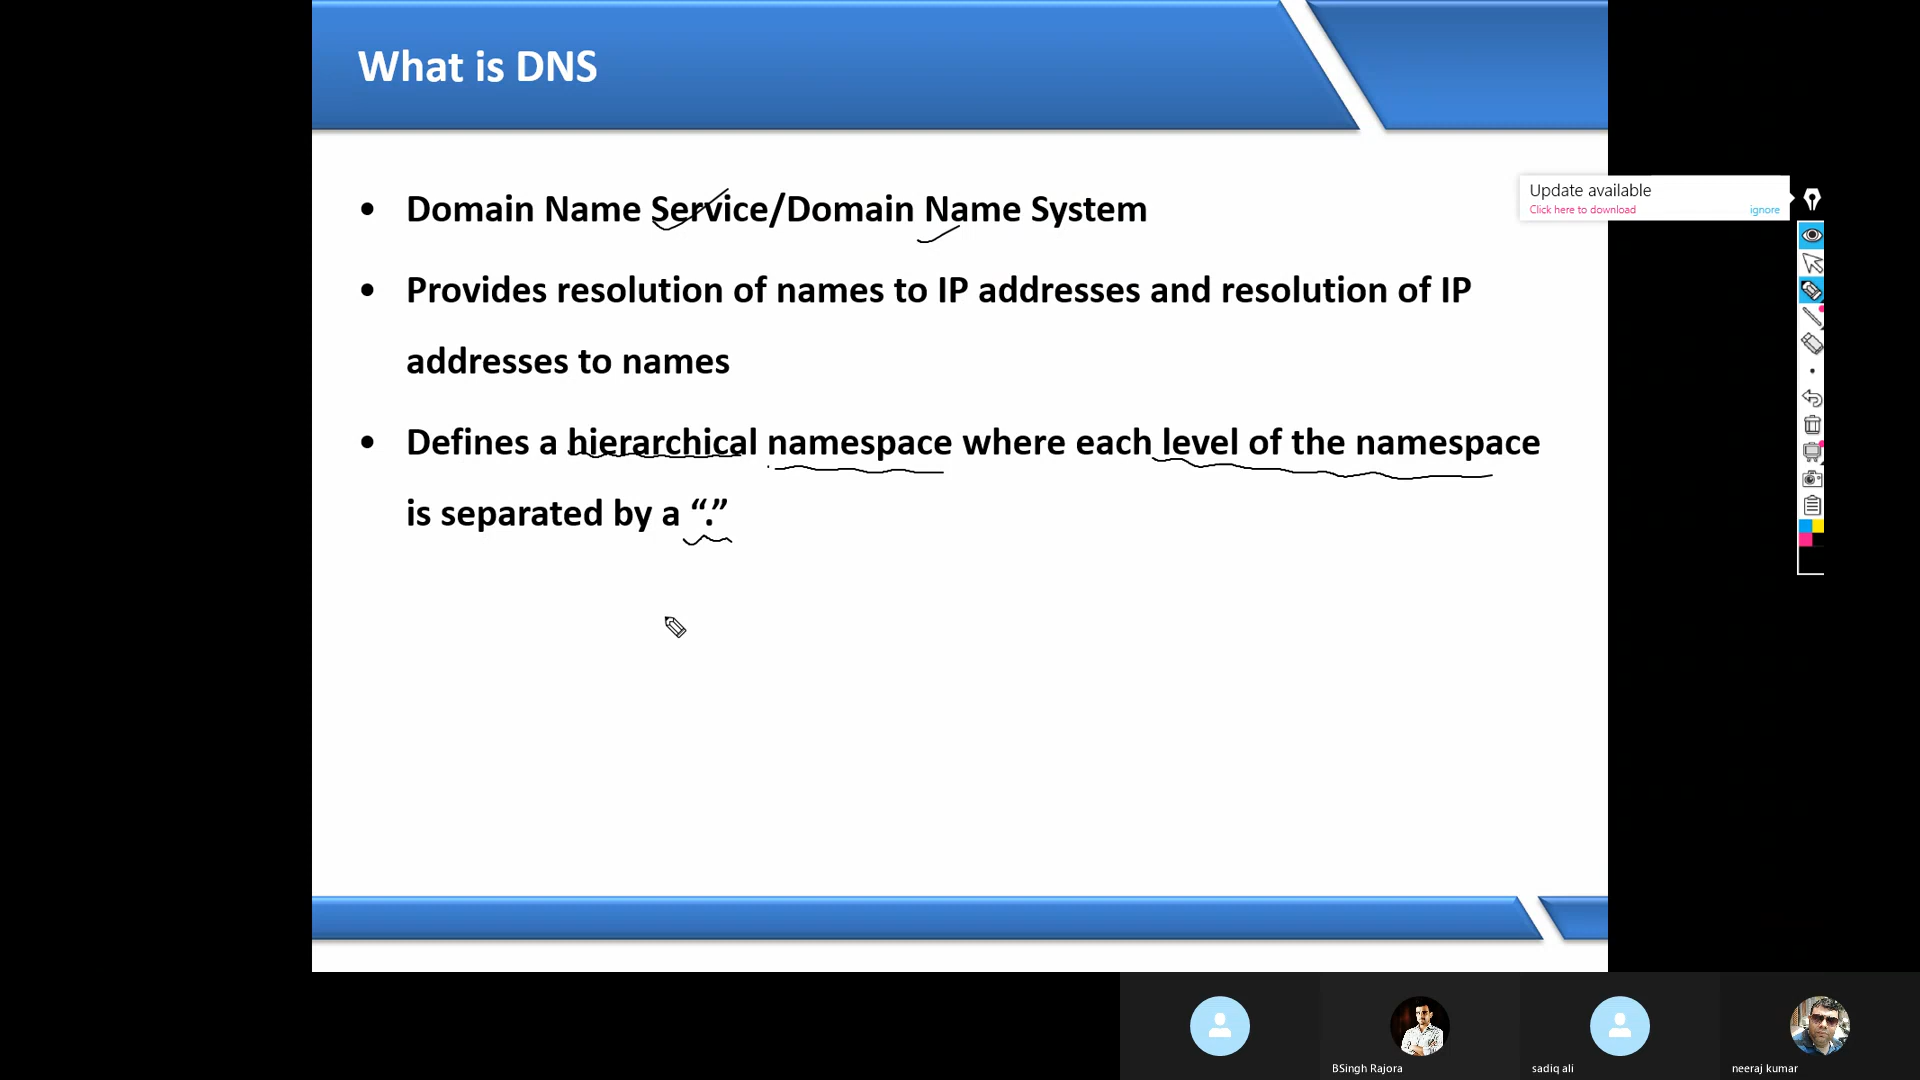 What is DNS
• Domain Name Service/Domain Name System
• Provides resolution of names to IP addresses and resolution of IP
addresses to names
• Defines a hierarchical namespace where each level of the namespace
is separated by a “.”
Update available
Click here to download ignore
BSingh Rajora
sadiq ali
neeraj kumar